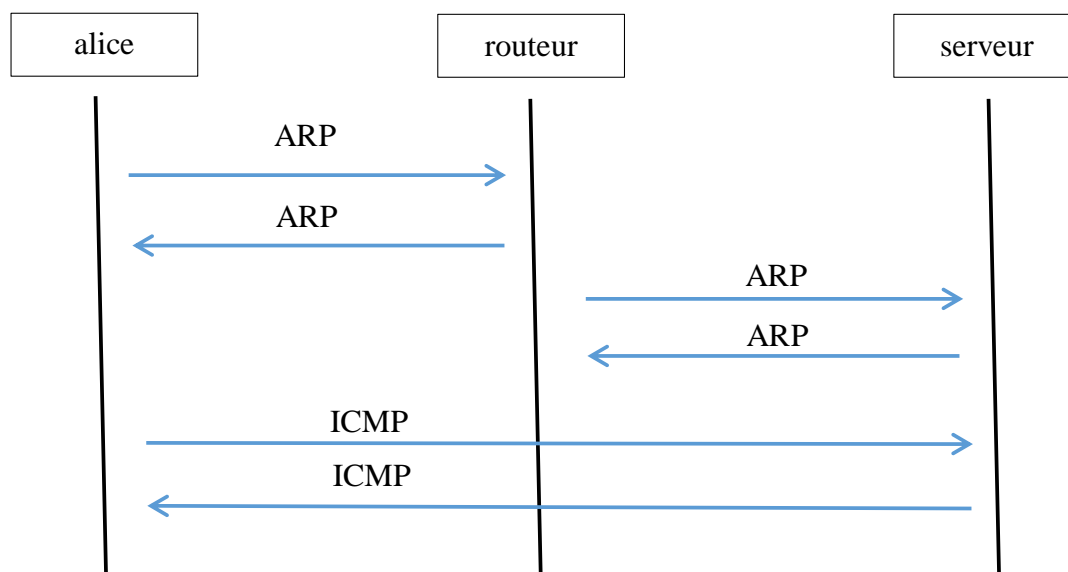 alice
routeur
serveur
ARP
ARP
ARP
ARP
ICMP
ICMP